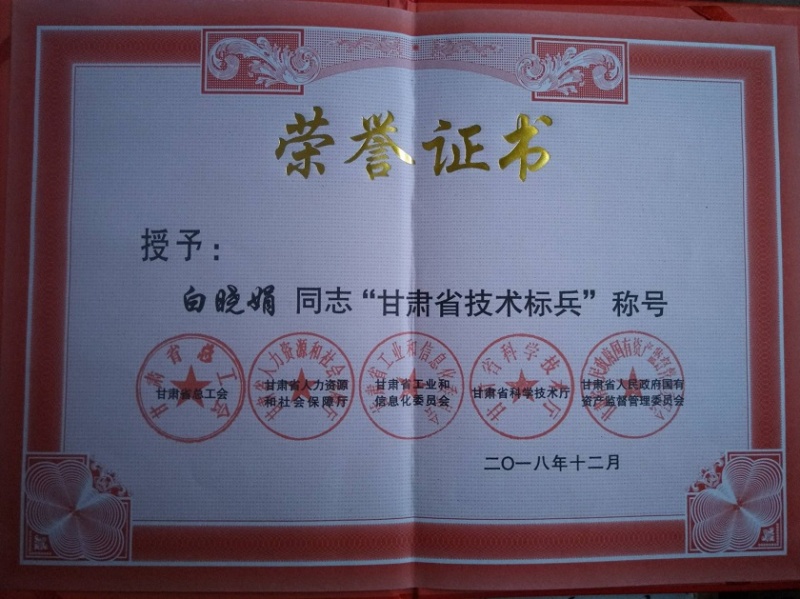 荣誉证书
授予：
白晓娟 同志“甘肃省技术标兵”称号
甘肃省总工会
甘肃省人力资源
和社会保障厅
甘肃省工业和
信息化委员会
甘肃省科学技术厅
甘肃省人民政府国有
资产监督管理委员会
二〇一八年十二月